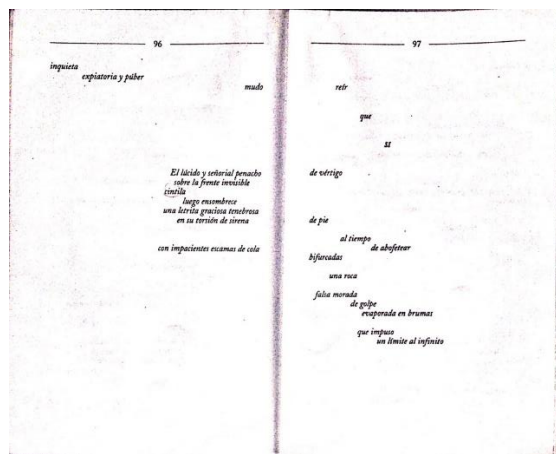 96
inquieta
expiatoria y púber
mudo
El lúcido y señorial penacho
sobre la frente invisible
cintila
luego ensombrece
una letrita graciosa tenebrosa
en su torsión de sirena
con impacientes escamas de cola
97
reír
que
SI
de vértigo
de pie
al tiempo
de abofetear
bifurcadas
una roca
falsa morada
de golpe
evaporada en brumas
que impuso
un límite al infinito